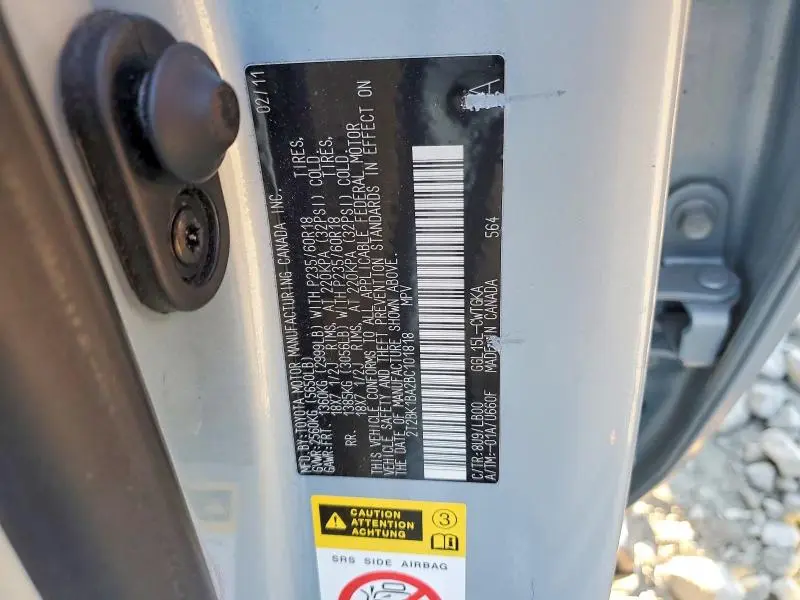 MFD.BY:TOYOTA MOTOR MANUFACTURING CANADA INC. 02/11
GVWR:2560KG (5650LB)
GAWR:FRT. 1360KG (2999LB) WITH P235/60R18 TIRES,
18X7 1/2J RIMS, AT 220KPA (32PSI) COLD.
RR. 1385KG (3056LB) WITH P235/60R18 TIRES,
18X7 1/2J RIMS, AT 220KPA (32PSI) COLD.
THIS VEHICLE CONFORMS TO ALL APPLICABLE FEDERAL MOTOR
VEHICLE SAFETY AND THEFT PREVENTION STANDARDS IN EFFECT ON
THE DATE OF MANUFACTURE SHOWN ABOVE.
2T2BK1BA2BC101818 MPV
C/TR:8U9/LB00 GGL15L-CWTGKA 564
A/TM:-01A/U660F MADE IN CANADA
A
CAUTION
ATTENTION
ACHTUNG
3
SRS SIDE AIRBAG